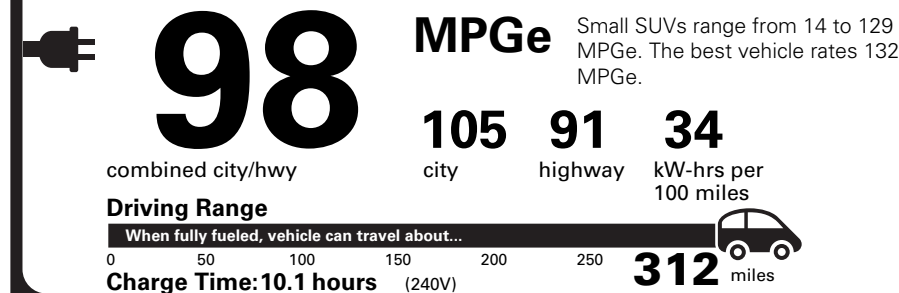 98
MPGe
Small SUVs range from 14 to 129
MPGe. The best vehicle rates 132
MPGe.
combined city/hwy
105
city
91
highway
34
kW-hrs per
100 miles
Driving Range
When fully fueled, vehicle can travel about...
0 50 100 150 200 250 312 miles
Charge Time: 10.1 hours (240V)